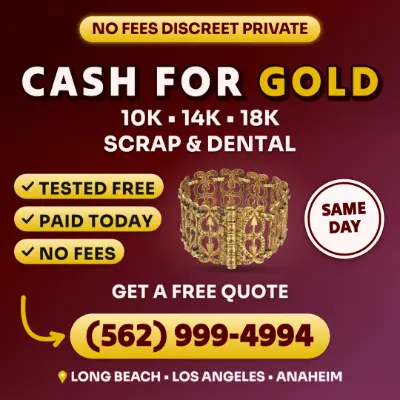 NO FEES DISCREET PRIVATE
CASH FOR GOLD
10K • 14K • 18K
SCRAP & DENTAL
✓ TESTED FREE
✓ PAID TODAY
✓ NO FEES
SAME
DAY
GET A FREE QUOTE
(562) 999-4994
LONG BEACH • LOS ANGELES • ANAHEIM